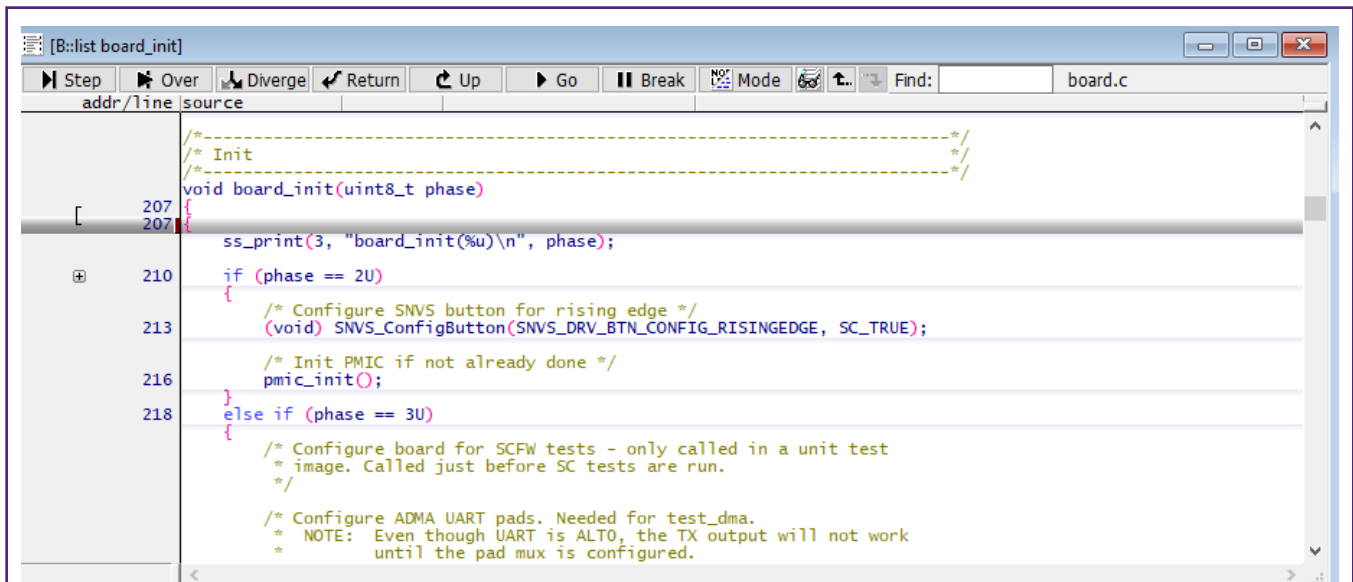 [B::list board_init]
Step Over Diverge Return Up Go Break Mode Find: board.c
addr/line source
/*--------------------------------------------------------------------------*/
/* Init */
/*--------------------------------------------------------------------------*/
void board_init(uint8_t phase)
207 {
207 {
ss_print(3, "board_init(%u)\n", phase);
210 if (phase == 2U)
{
/* Configure SNVS button for rising edge */
213 (void) SNVS_ConfigButton(SNVS_DRV_BTN_CONFIG_RISINGEDGE, SC_TRUE);
/* Init PMIC if not already done */
216 pmic_init();
}
218 else if (phase == 3U)
{
/* Configure board for SCFW tests - only called in a unit test
* image. Called just before SC tests are run.
*/
/* Configure ADMA UART pads. Needed for test_dma.
* NOTE: Even though UART is ALT0, the TX output will not work
* until the pad mux is configured.